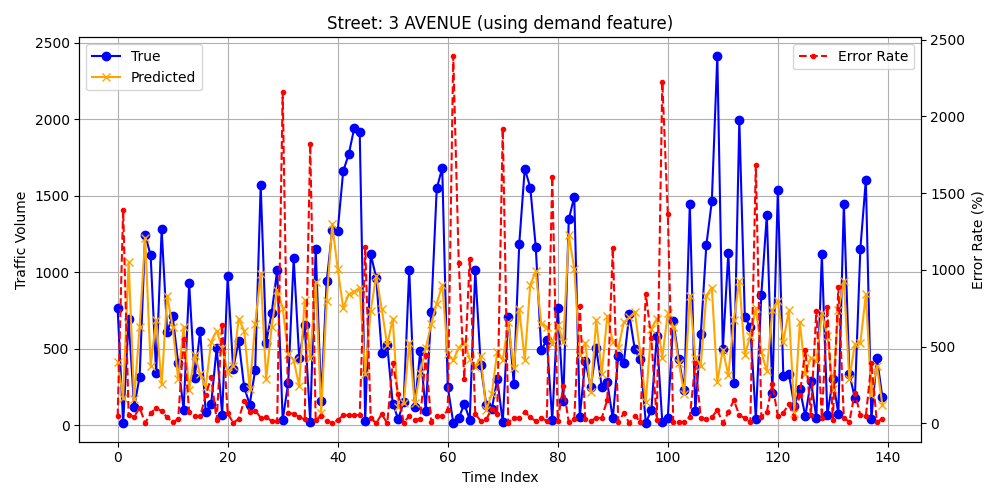 Street: 3 AVENUE (using demand feature)
True
Predicted
Error Rate
2500
2000
1500
1000
500
0
Traffic Volume
2500
2000
1500
1000
500
0
Error Rate (%)
0 20 40 60 80 100 120 140
Time Index